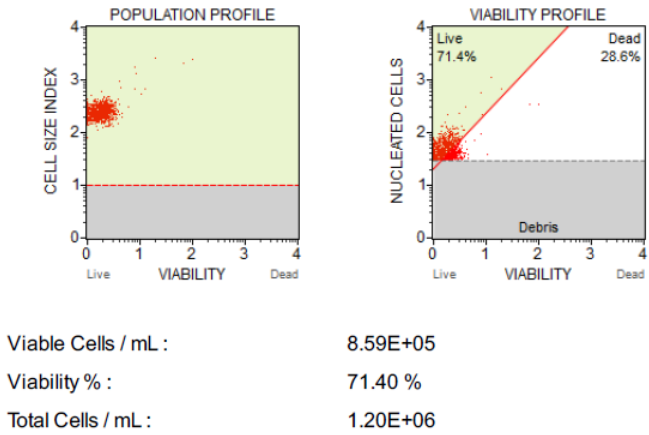 POPULATION PROFILE
4
3
2
1
0
CELL SIZE INDEX
0 1 2 3 4
Live VIABILITY Dead
VIABILITY PROFILE
Live Dead
71.4% 28.6%
4
3
2
1
0
NUCLEATED CELLS
Debris
0 1 2 3 4
Live VIABILITY Dead
Viable Cells / mL : 8.59E+05
Viability % : 71.40 %
Total Cells / mL : 1.20E+06